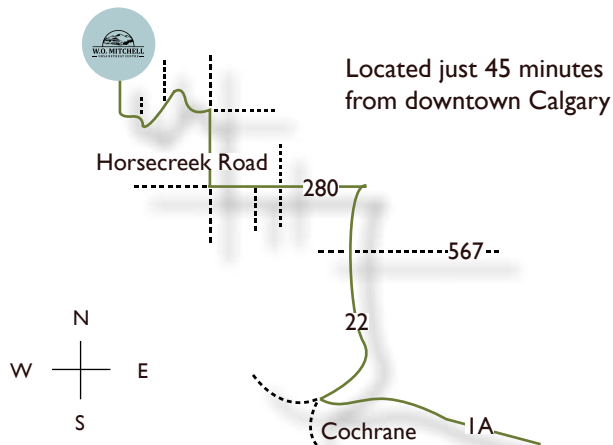 W.O. MITCHELL
Located just 45 minutes
from downtown Calgary
Horsecreek Road
280
567
22
N
W E
S
Cochrane
1A